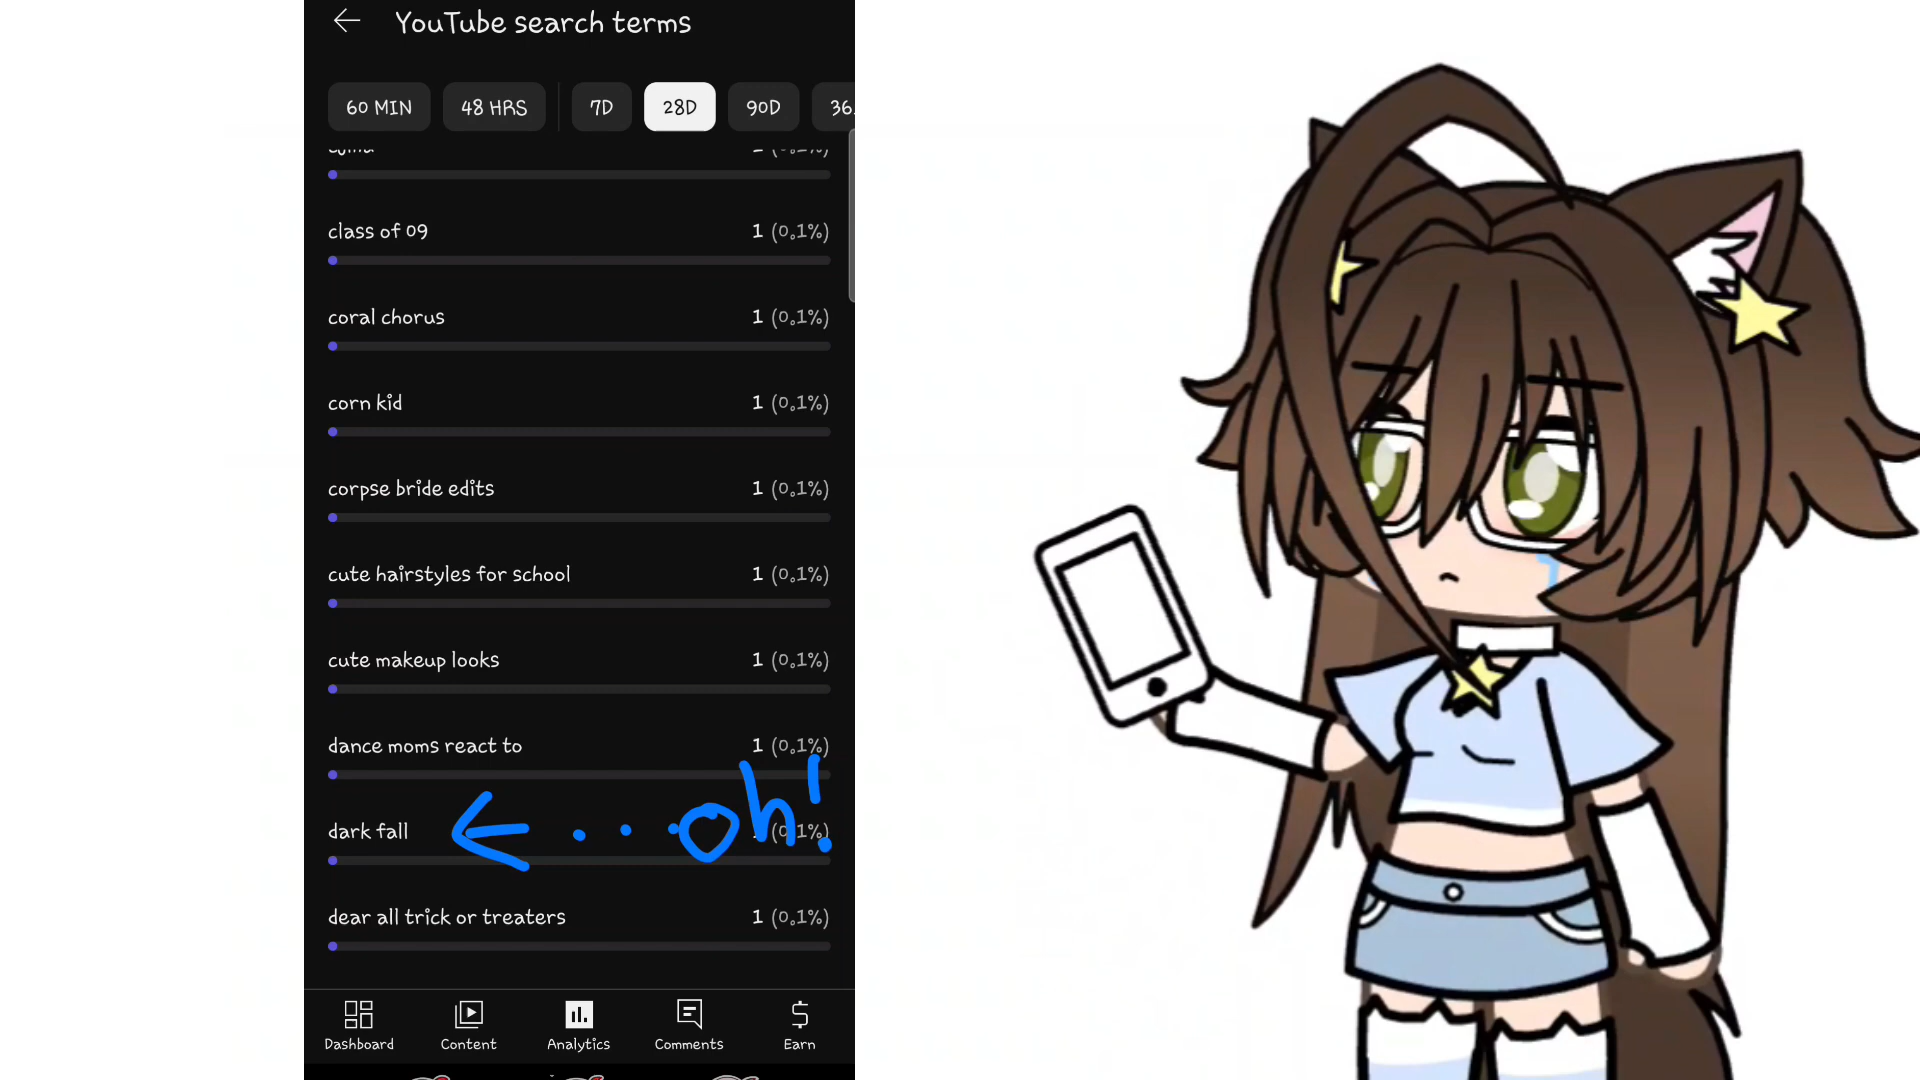 YouTube search terms
60 MIN 48 HRS 7D 28D 90D 36
class of 09 1 (0.1%)
coral chorus 1 (0.1%)
corn kid 1 (0.1%)
corpse bride edits 1 (0.1%)
cute hairstyles for school 1 (0.1%)
cute makeup looks 1 (0.1%)
dance moms react to 1 (0.1%)
dark fall ← ...oh! (0.1%)
dear all trick or treaters 1 (0.1%)
Dashboard Content Analytics Comments Earn